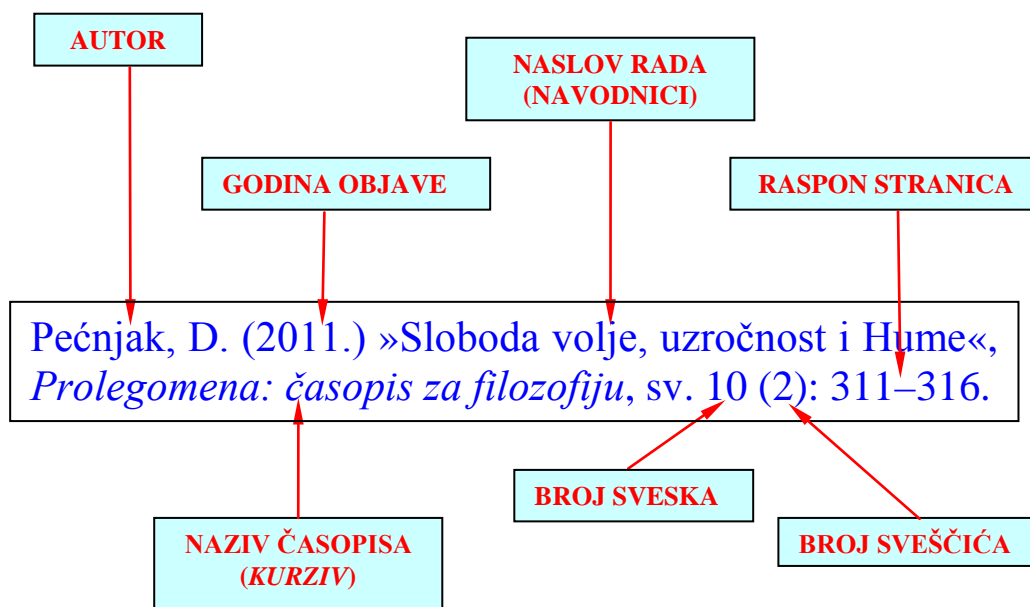 AUTOR
NASLOV RADA
(NAVODNICI)
GODINA OBJAVE
RASPON STRANICA
Pećnjak, D. (2011.) »Sloboda volje, uzročnost i Hume«,
Prolegomena: časopis za filozofiju, sv. 10 (2): 311–316.
BROJ SVESKA
NAZIV ČASOPISA
(KURZIV)
BROJ SVEŠČIĆA